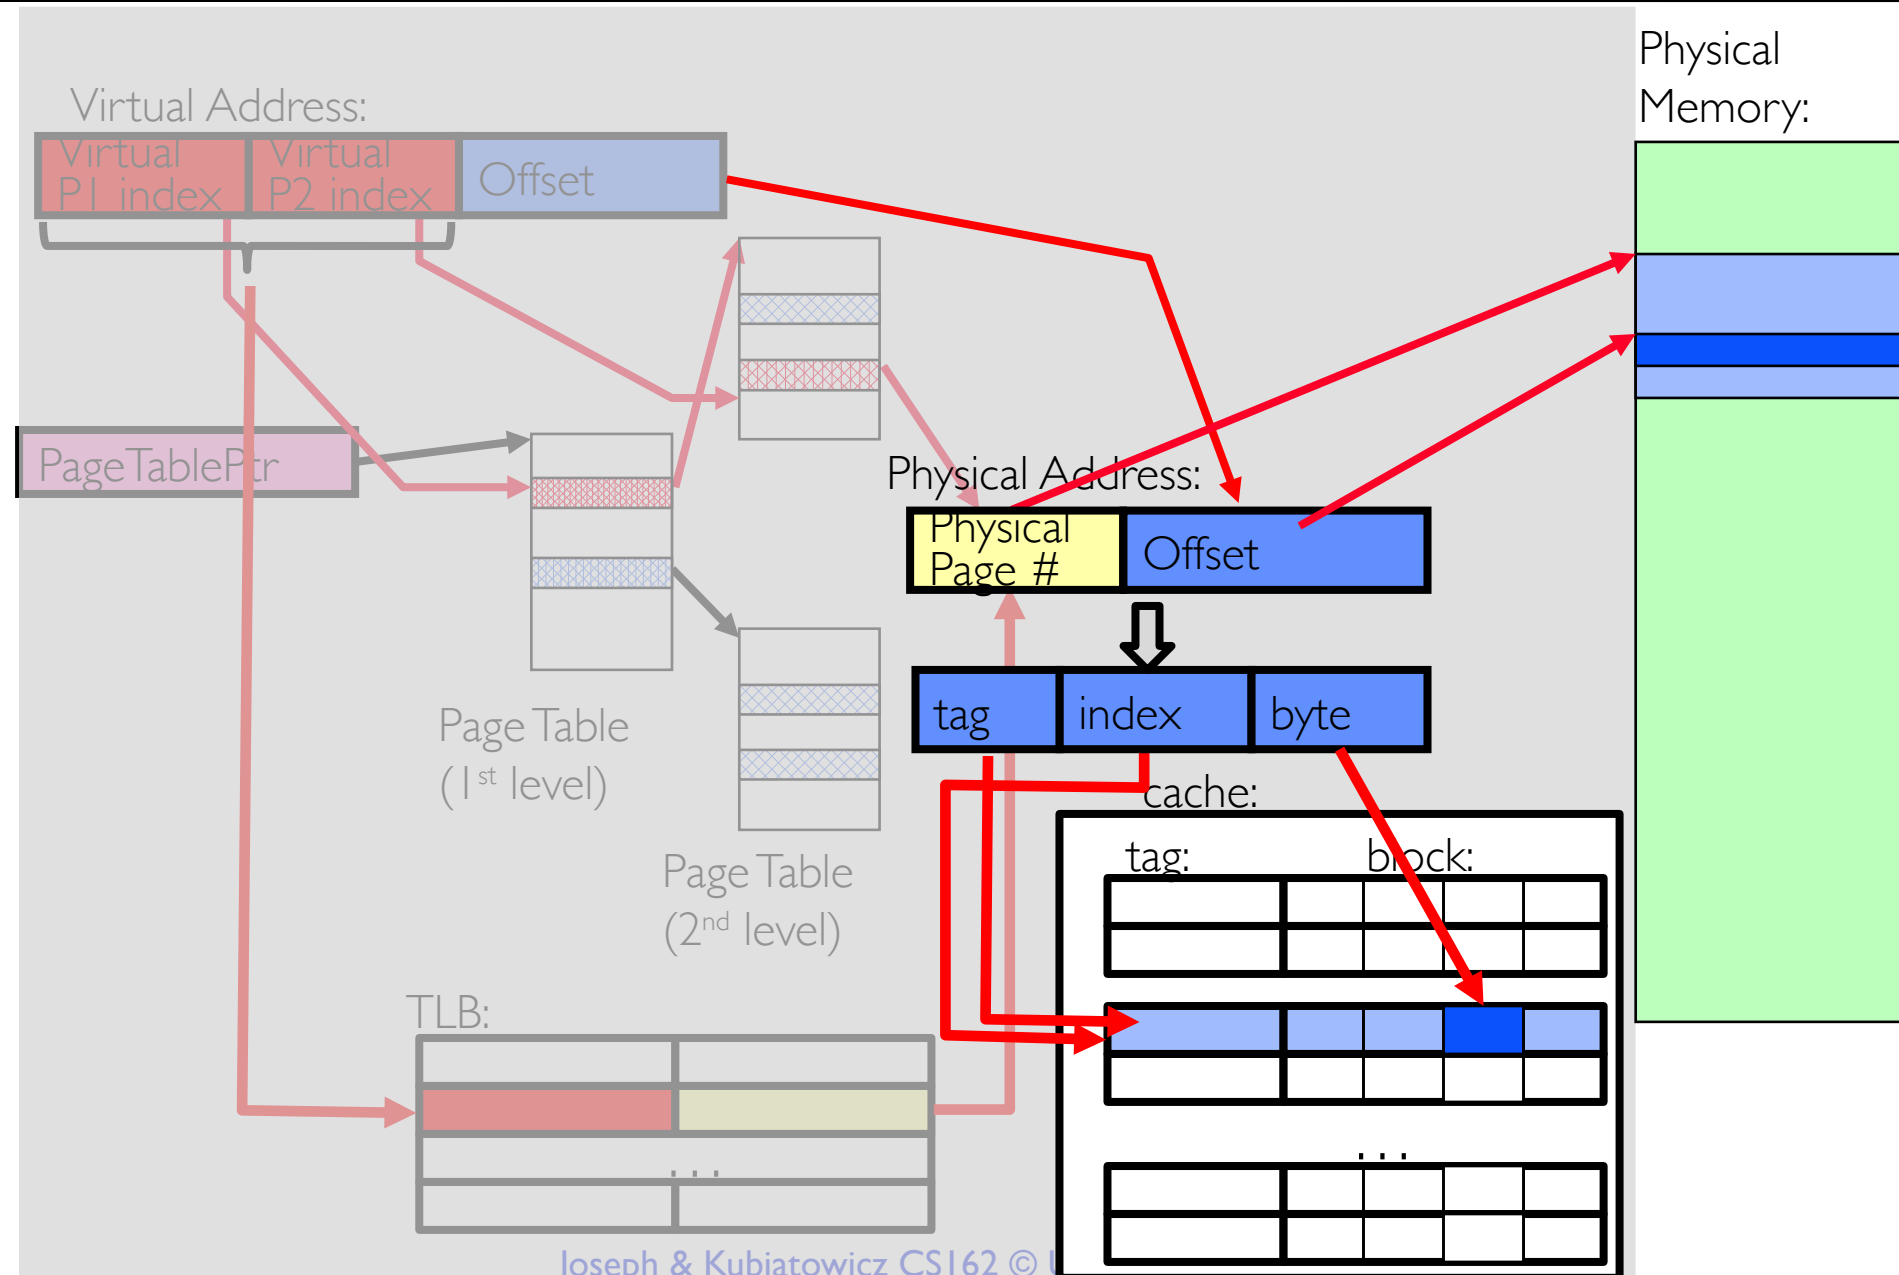 Physical
Memory:
Virtual Address:
Virtual
P1 index
Virtual
P2 index
Offset
PageTablePtr
Physical Address:
Physical
Page #
Offset
tag
index
byte
Page Table
(1st level)
cache:
tag:
block:
Page Table
(2nd level)
TLB:
...
...
Joseph & Kubiatowicz CS162 ©